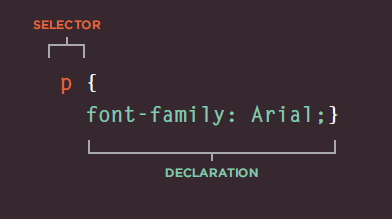 SELECTOR
p {
font-family: Arial;}
DECLARATION